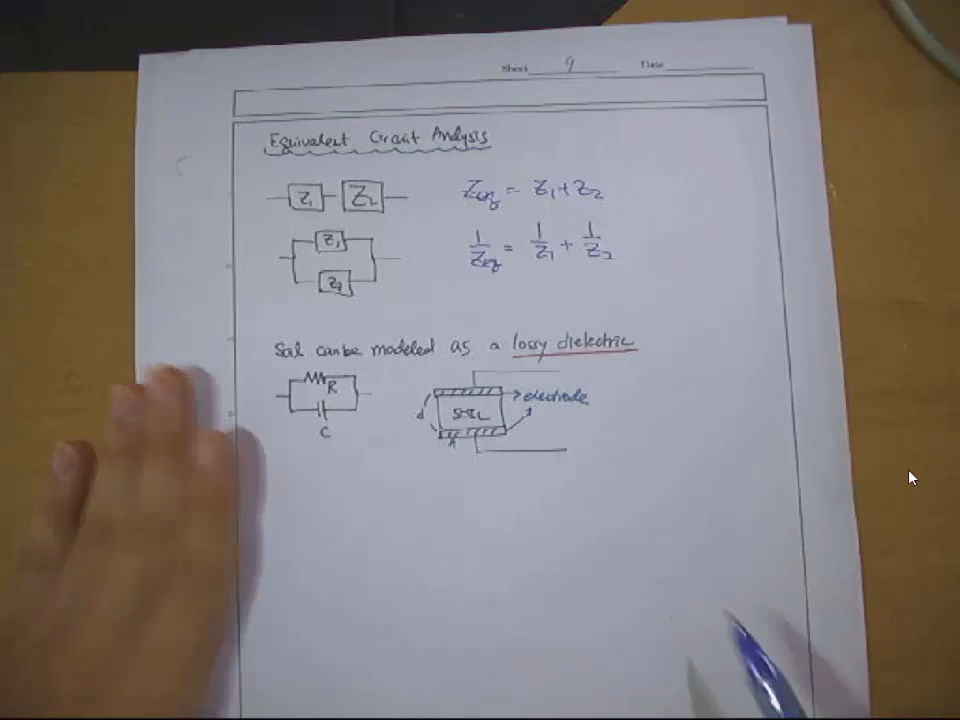 Sheet 9 Date
Equivalent Circuit Analysis
Z1 Z2 Zeq = Z1 + Z2
Z1
1/Zeq = 1/Z1 + 1/Z2
Z2
Soil can be modeled as a lossy dielectric
R
electrode
d SOIL
A
C